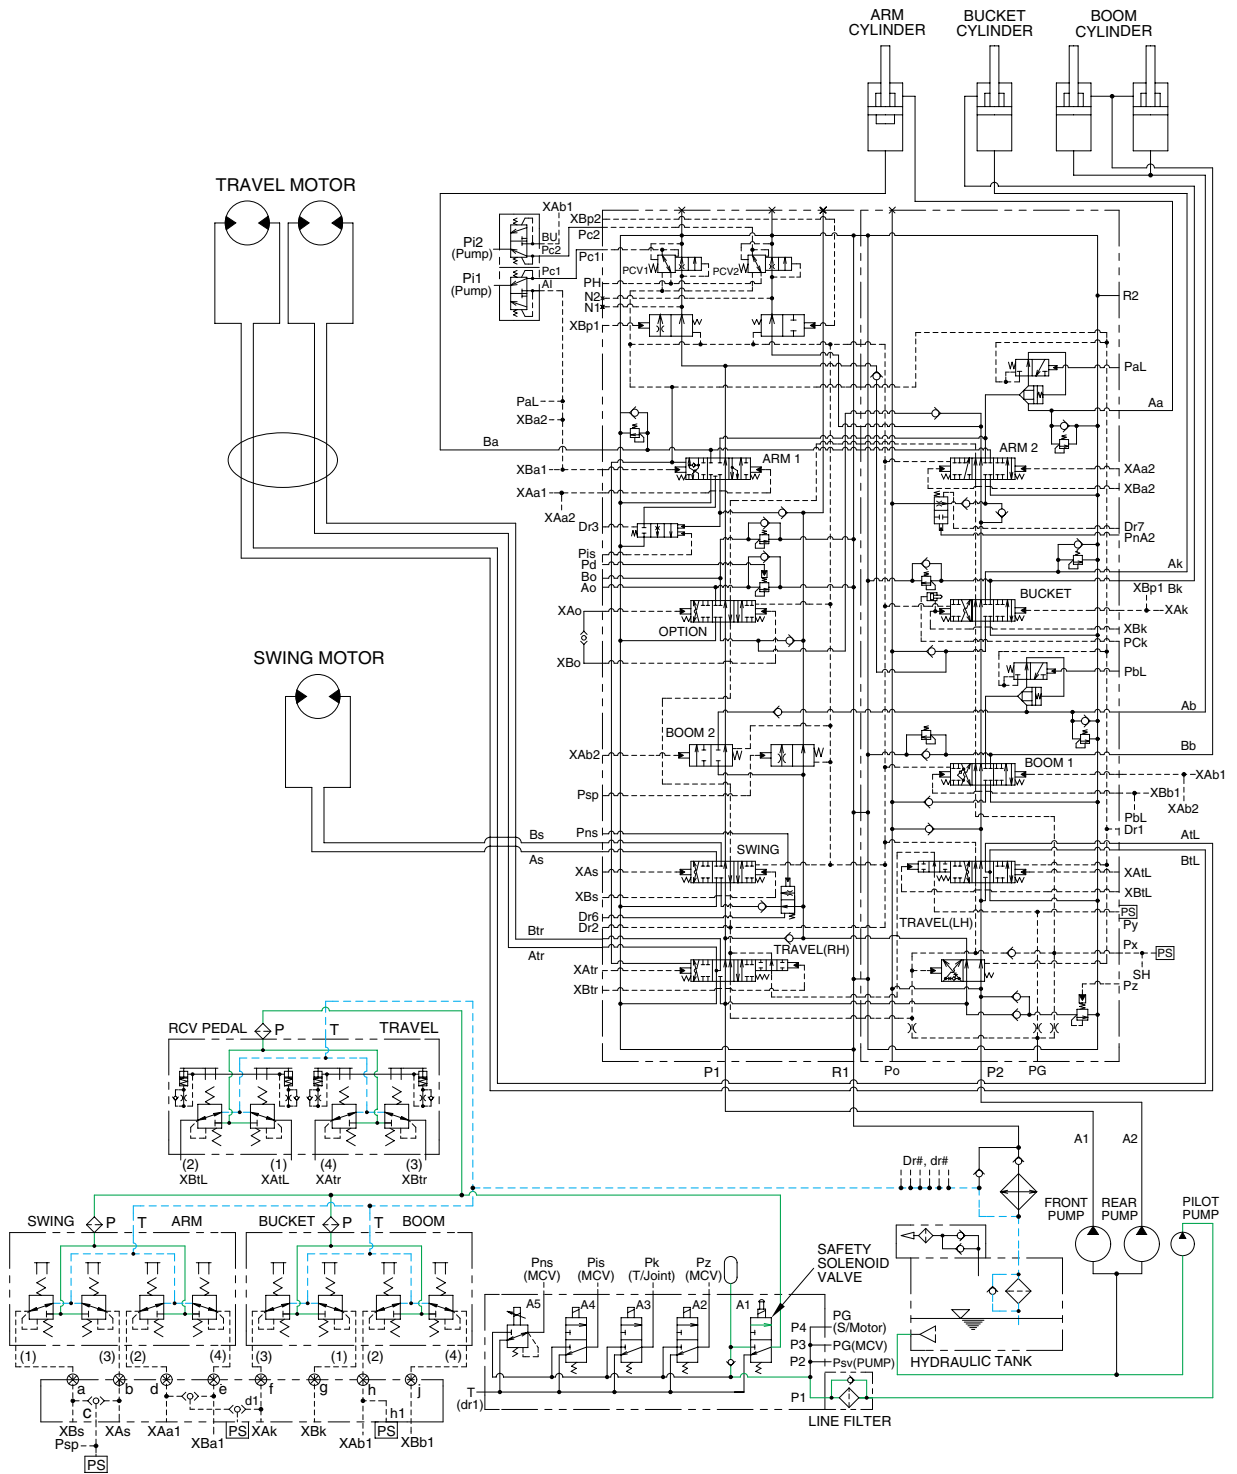 ARM
CYLINDER
BUCKET
CYLINDER
BOOM
CYLINDER
TRAVEL MOTOR
XAb1
BU
Pc2
Pi2
(Pump)
Pc1
AI
Pi1
(Pump)
XBp2
Pc2
Pc1
PH
N2
N1
XBp1
PCV1
PCV2
R2
PaL
Aa
PaL
XBa2
Ba
XBa1
XAa1
XAa2
ARM 1
ARM 2
XAa2
XBa2
Dr3
Dr7
PnA2
Pis
Pd
Bo
Ao
Ak
XBp1 Bk
XAo
OPTION
BUCKET
XAk
XBk
PCk
XBo
PbL
SWING MOTOR
Ab
BOOM 2
XAb2
Bb
BOOM 1
XAb1
XBb1
XAb2
Psp
PbL
Dr1
Pns
Bs
As
SWING
AtL
BtL
XAs
XAtL
XBs
XBtL
Dr6
Dr2
TRAVEL(LH)
PS
Py
Btr
Atr
TRAVEL(RH)
Px
PS
SH
XAtr
XBtr
Pz
P1
R1
Po
P2
PG
RCV PEDAL
P
T
TRAVEL
(2)
(1)
(4)
(3)
XBtL
XAtL
XAtr
XBtr
A1
A2
Dr#, dr#
FRONT
PUMP
REAR
PUMP
PILOT
PUMP
SWING
P
T
ARM
BUCKET
P
T
BOOM
SAFETY
SOLENOID
VALVE
Pns
(MCV)
Pis
(MCV)
Pk
(T/Joint)
Pz
(MCV)
A5
A4
A3
A2
A1
PG
P4
(S/Motor)
P3
PG(MCV)
P2
Psv(PUMP)
P1
T
(dr1)
LINE FILTER
HYDRAULIC TANK
(1)
(3)
(2)
(4)
(3)
(1)
(2)
(4)
a
b
d
e
f
g
h
j
c
d1
h1
XBs
XAs
XAa1
XBa1
PS
XAk
XBk
XAb1
PS
XBb1
Psp
PS